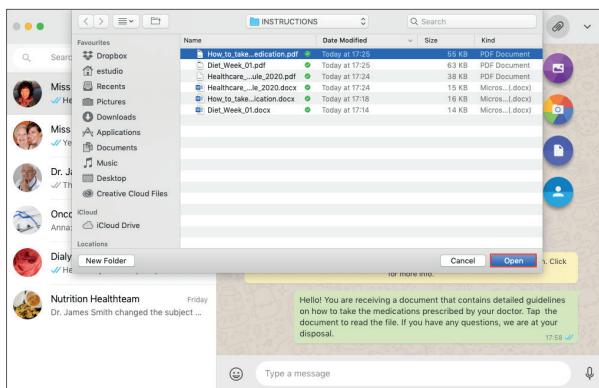 INSTRUCTIONS
Search
Favourites
Dropbox
estudio
Recents
Pictures
Downloads
Applications
Documents
Music
Desktop
Creative Cloud Files
iCloud
iCloud Drive
Locations
Name Date Modified Size Kind
How_to_take…edication.pdf Today at 17:25 55 KB PDF Document
Diet_Week_01.pdf Today at 17:25 63 KB PDF Document
Healthcare_…ule_2020.pdf Today at 17:24 38 KB PDF Document
Healthcare_…le_2020.docx Today at 17:24 15 KB Micros…(.docx)
How_to_take…ication.docx Today at 17:18 16 KB Micros…(.docx)
Diet_Week_01.docx Today at 17:14 14 KB Micros…(.docx)
New Folder Cancel Open
Searc
Miss
He
Miss
Ye
Dr. Ja
Th
Onco
Anna:
Dialy
He
Nutrition Healthteam Friday
Dr. James Smith changed the subject ...
n. Click
for more info.
Hello! You are receiving a document that contains detailed guidelines
on how to take the medications prescribed by your doctor. Tap the
document to read the file. If you have any questions, we are at your
disposal.
17:58
Type a message